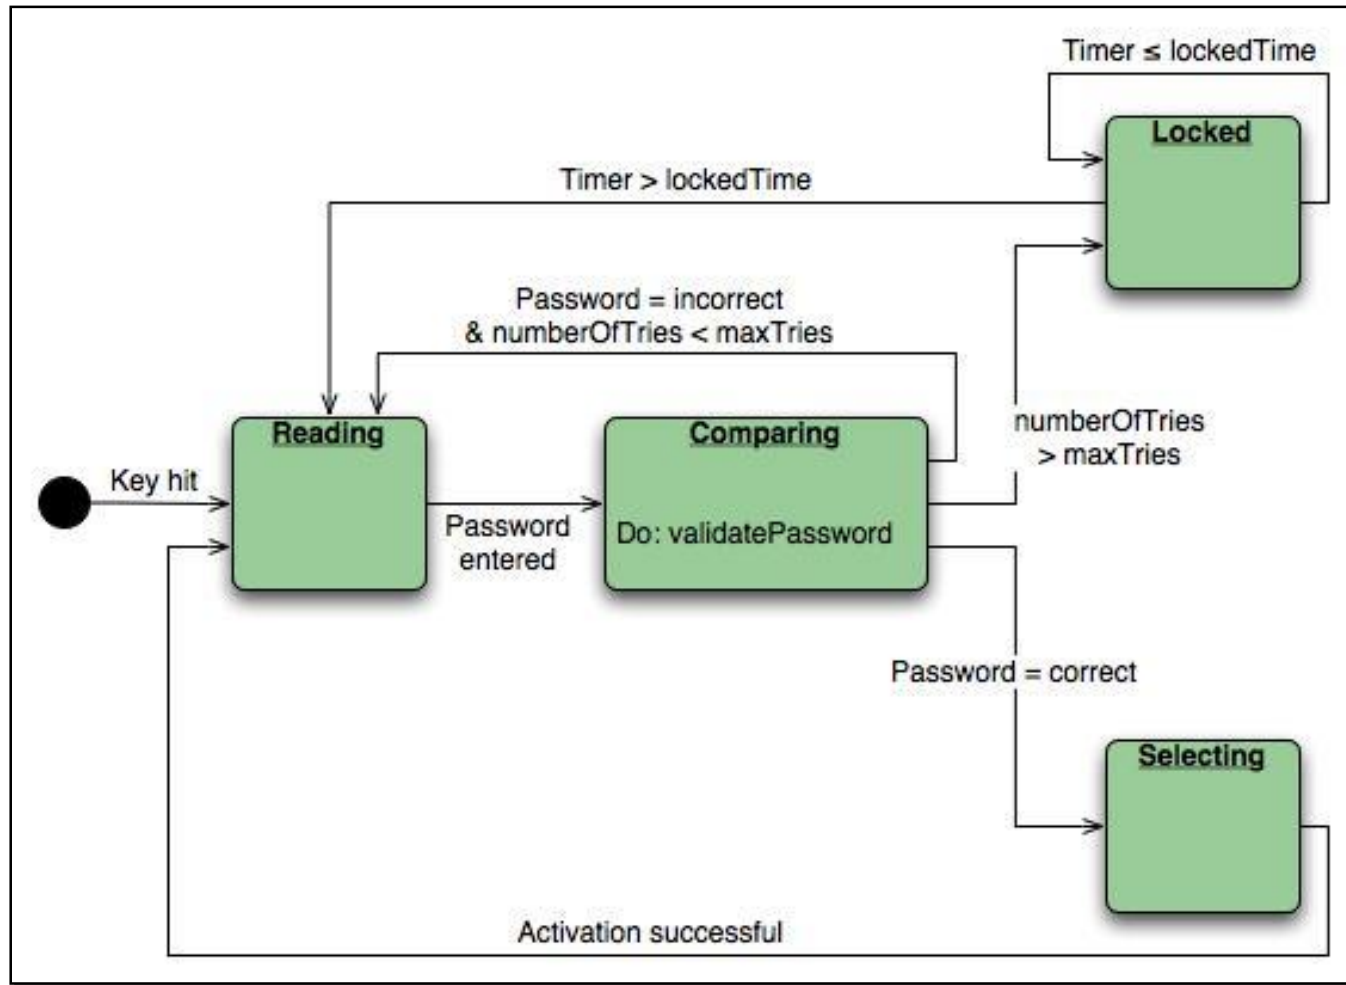 Timer ≤ lockedTime
Locked
Timer > lockedTime
Password = incorrect
& numberOfTries < maxTries
numberOfTries
> maxTries
Reading
Comparing
Key hit
Password
entered
Do: validatePassword
Password = correct
Selecting
Activation successful